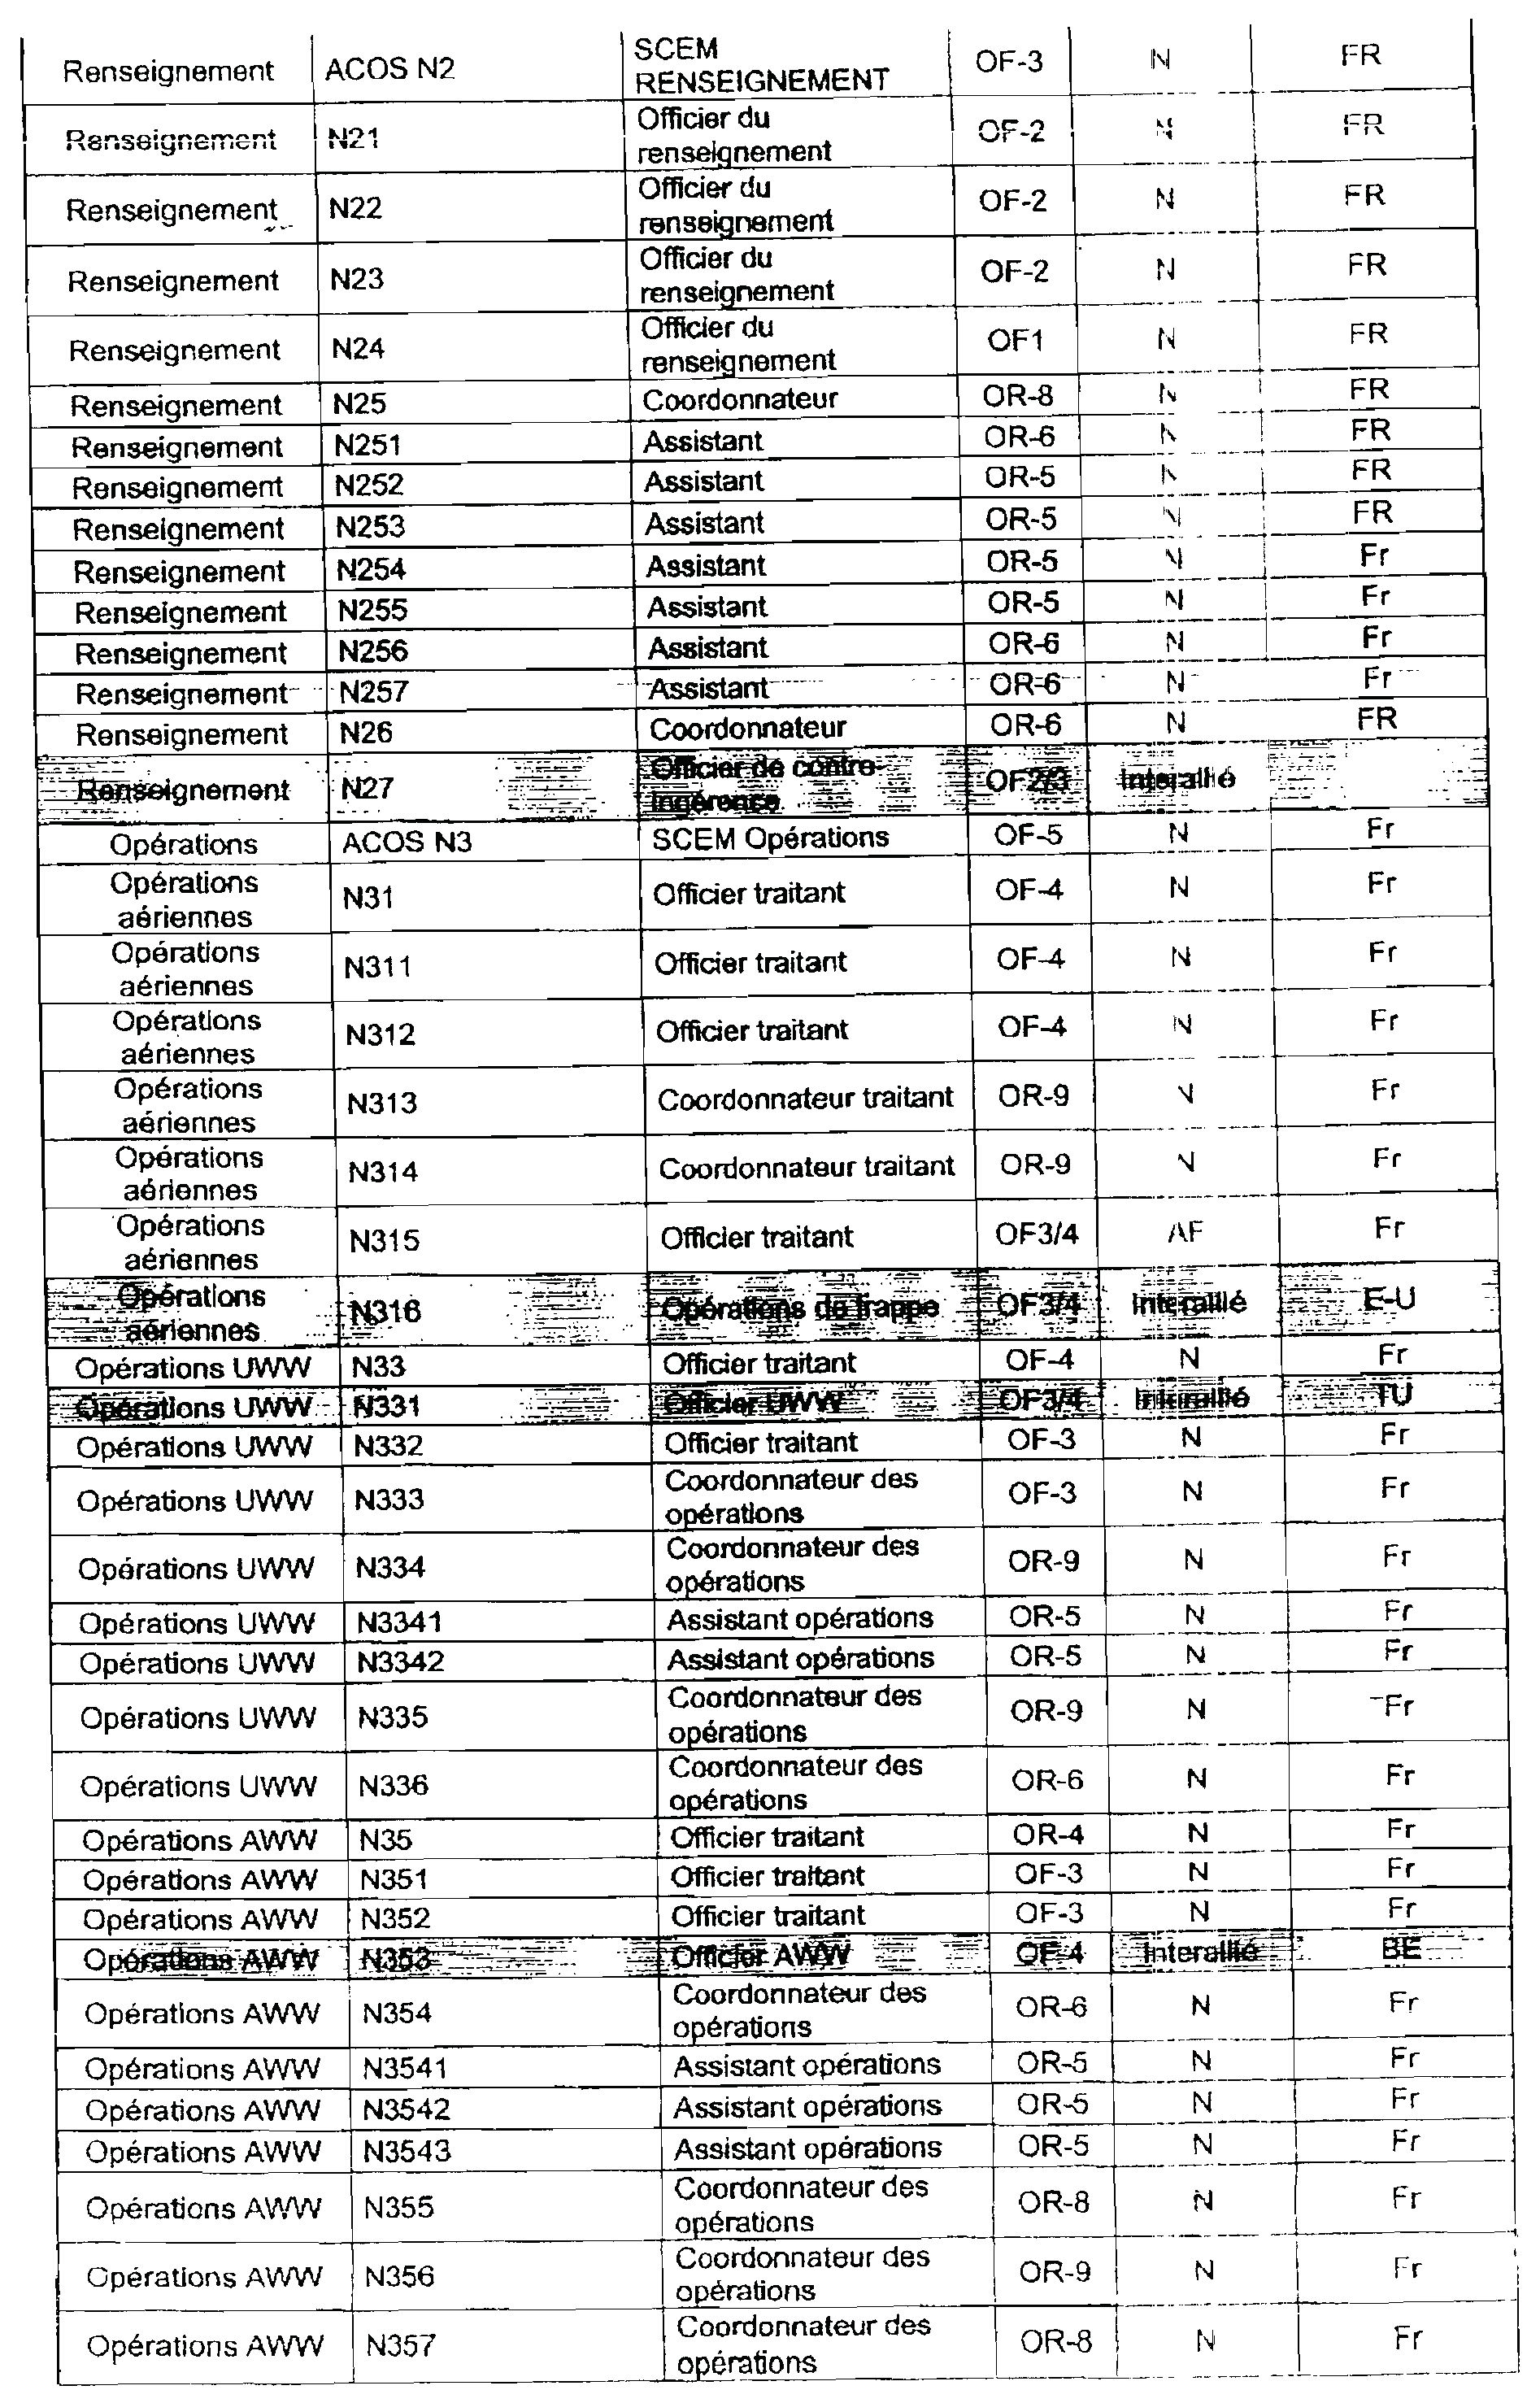 Renseignement ACOS N2 SCEM RENSEIGNEMENT OF-3 N FR
Renseignement N21 Officier du renseignement OF-2 N FR
Renseignement N22 Officier du renseignement OF-2 N FR
Renseignement N23 Officier du renseignement OF-2 N FR
Renseignement N24 Officier du renseignement OF1 N FR
Renseignement N25 Coordonnateur OR-8 N FR
Renseignement N251 Assistant OR-6 N FR
Renseignement N252 Assistant OR-5 N FR
Renseignement N253 Assistant OR-5 N FR
Renseignement N254 Assistant OR-5 N Fr
Renseignement N255 Assistant OR-5 N Fr
Renseignement N256 Assistant OR-6 N Fr
Renseignement N257 Assistant OR-6 N Fr
Renseignement N26 Coordonnateur OR-6 N FR
Renseignement N27 Officier de contre-ingérence OF2/3 Interallié
Opérations ACOS N3 SCEM Opérations OF-5 N Fr
Opérations aériennes N31 Officier traitant OF-4 N Fr
Opérations aériennes N311 Officier traitant OF-4 N Fr
Opérations aériennes N312 Officier traitant OF-4 N Fr
Opérations aériennes N313 Coordonnateur traitant OR-9 N Fr
Opérations aériennes N314 Coordonnateur traitant OR-9 N Fr
Opérations aériennes N315 Officier traitant OF3/4 AF Fr
Opérations aériennes N316 Opérations de frappe OF3/4 Interallié E-U
Opérations UWW N33 Officier traitant OF-4 N Fr
Opérations UWW N331 Officier UWW OF3/4 Interallié TU
Opérations UWW N332 Officier traitant OF-3 N Fr
Opérations UWW N333 Coordonnateur des opérations OF-3 N Fr
Opérations UWW N334 Coordonnateur des opérations OR-9 N Fr
Opérations UWW N3341 Assistant opérations OR-5 N Fr
Opérations UWW N3342 Assistant opérations OR-5 N Fr
Opérations UWW N335 Coordonnateur des opérations OR-9 N Fr
Opérations UWW N336 Coordonnateur des opérations OR-6 N Fr
Opérations AWW N35 Officier traitant OR-4 N Fr
Opérations AWW N351 Officier traitant OF-3 N Fr
Opérations AWW N352 Officier traitant OF-3 N Fr
Opérations AWW N353 Officier AWW OF-4 Interallié BE
Opérations AWW N354 Coordonnateur des opérations OR-6 N Fr
Opérations AWW N3541 Assistant opérations OR-5 N Fr
Opérations AWW N3542 Assistant opérations OR-5 N Fr
Opérations AWW N3543 Assistant opérations OR-5 N Fr
Opérations AWW N355 Coordonnateur des opérations OR-8 N Fr
Opérations AWW N356 Coordonnateur des opérations OR-9 N Fr
Opérations AWW N357 Coordonnateur des opérations OR-8 N Fr